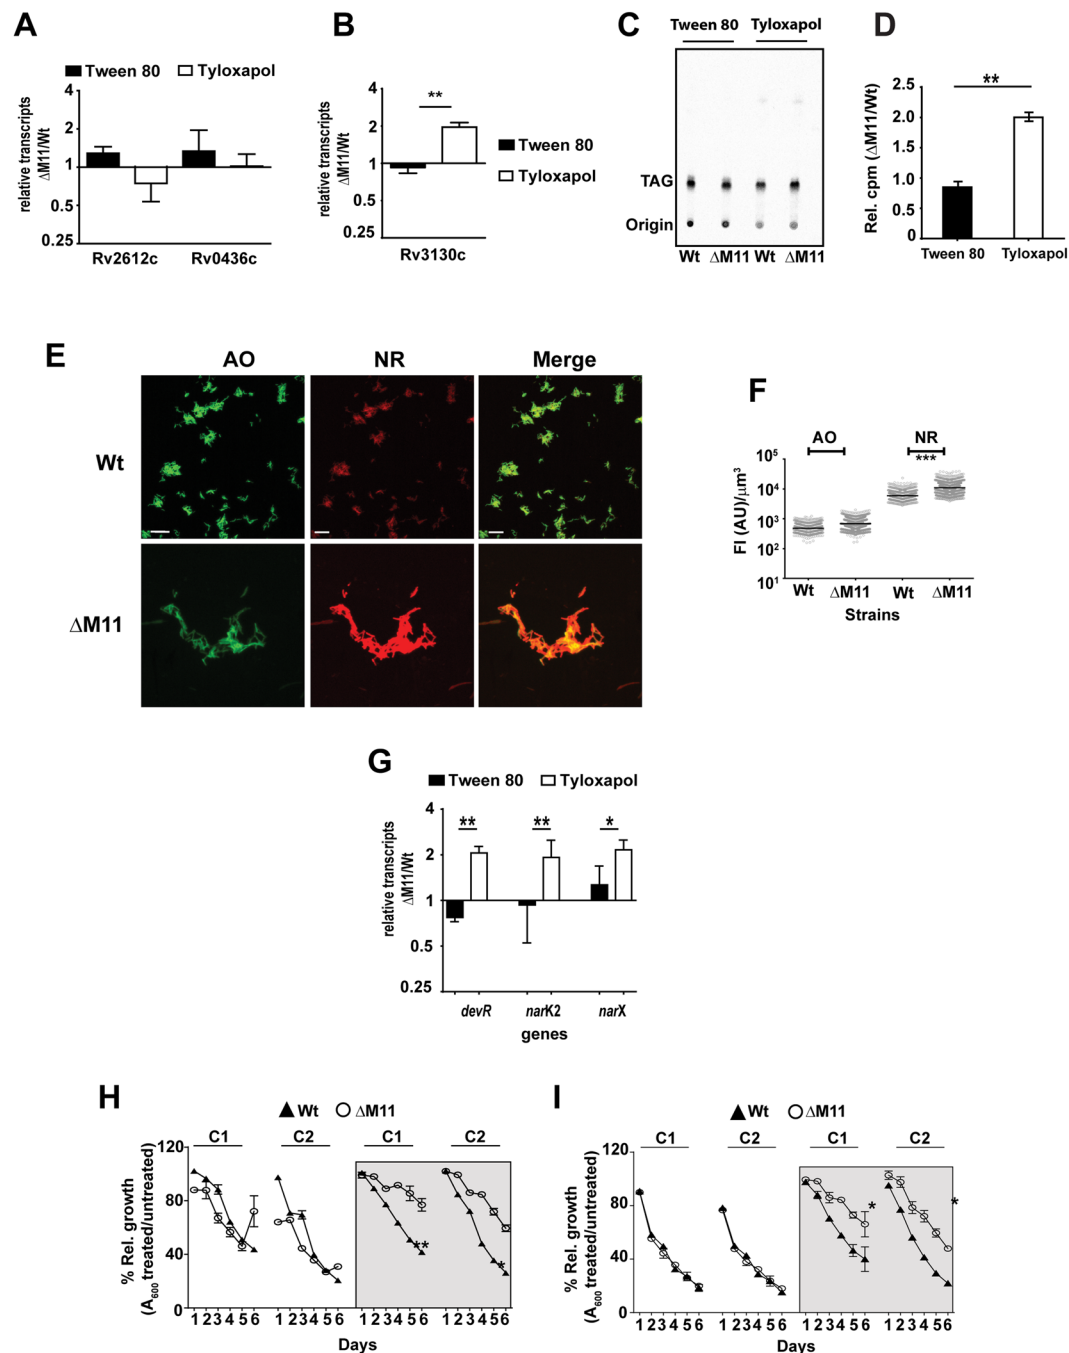 A
Tween 80 Tyloxapol
relative transcripts
ΔM11/Wt
4
2
1
0.5
0.25
Rv2612c Rv0436c
B
**
relative transcripts
ΔM11/Wt
4
2
1
0.5
0.25
Tween 80
Tyloxapol
Rv3130c
C
Tween 80 Tyloxapol
TAG
Origin
Wt ΔM11 Wt ΔM11
D
**
Rel. cpm (ΔM11/Wt)
2.5
2.0
1.5
1.0
0.5
0
Tween 80 Tyloxapol
E
AO NR Merge
Wt
ΔM11
F
AO NR
***
FI (AU)/μm³
10⁵
10⁴
10³
10²
10¹
Wt ΔM11 Wt ΔM11
Strains
G
Tween 80 Tyloxapol
relative transcripts
ΔM11/Wt
4
2
1
0.5
0.25
** ** *
devR narK2 narX
genes
H
Wt ΔM11
C1 C2 C1 C2
% Rel. growth
(A₆₀₀ treated/untreated)
120
80
40
0
** *
1 2 3 4 5 6 1 2 3 4 5 6 1 2 3 4 5 6 1 2 3 4 5 6
Days
I
Wt ΔM11
C1 C2 C1 C2
% Rel. growth
(A₆₀₀ treated/untreated)
120
80
40
0
* *
1 2 3 4 5 6 1 2 3 4 5 6 1 2 3 4 5 6 1 2 3 4 5 6
Days